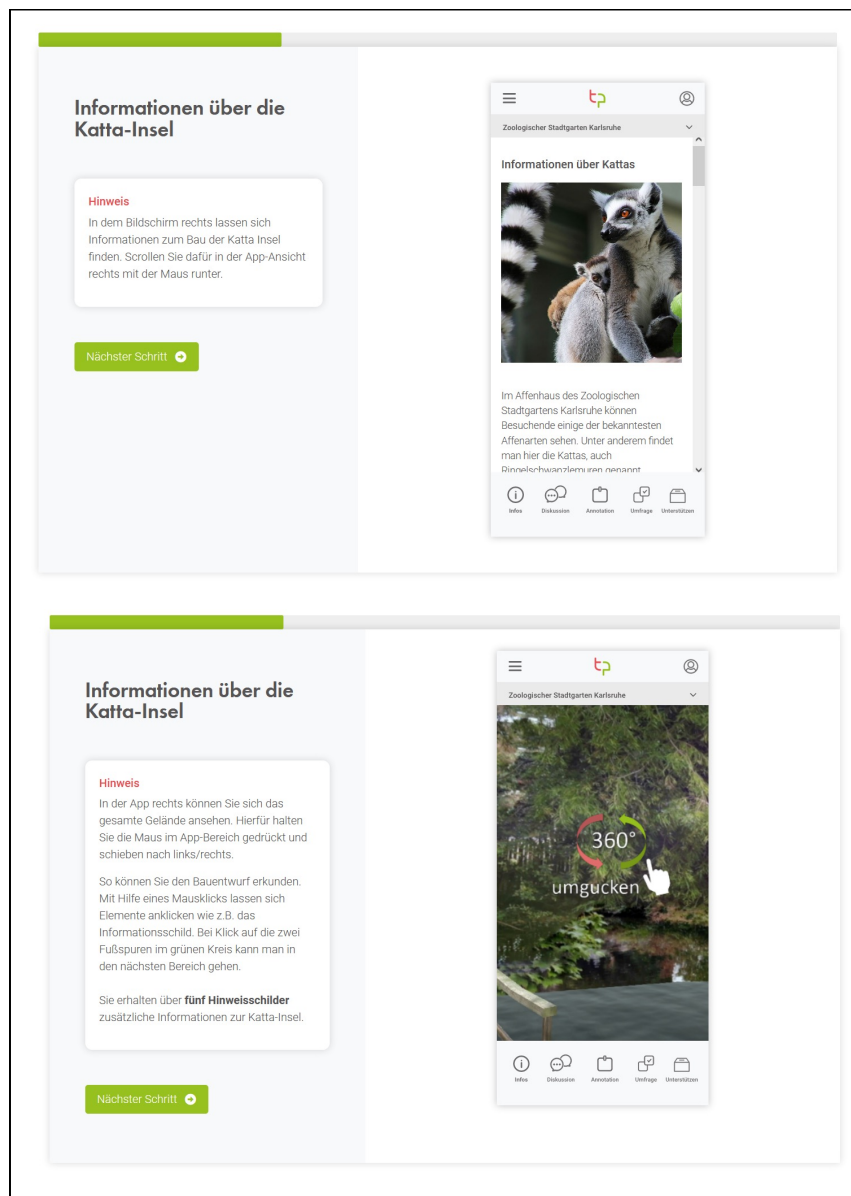 Informationen über die
Katta-Insel
Hinweis
In dem Bildschirm rechts lassen sich
Informationen zum Bau der Katta Insel
finden. Scrollen Sie dafür in der App-Ansicht
rechts mit der Maus runter.
Nächster Schritt
tp
Zoologischer Stadtgarten Karlsruhe
Informationen über Kattas
Im Affenhaus des Zoologischen
Stadtgartens Karlsruhe können
Besuchende einige der bekanntesten
Affenarten sehen. Unter anderem findet
man hier die Kattas, auch
Ringelschwanzlemuren genannt
Infos Diskussion Annotation Umfrage Unterstützen
Informationen über die
Katta-Insel
Hinweis
In der App rechts können Sie sich das
gesamte Gelände ansehen. Hierfür halten
Sie die Maus im App-Bereich gedrückt und
schieben nach links/rechts.
So können Sie den Bauentwurf erkunden.
Mit Hilfe eines Mausklicks lassen sich
Elemente anklicken wie z.B. das
Informationsschild. Bei Klick auf die zwei
Fußspuren im grünen Kreis kann man in
den nächsten Bereich gehen.
Sie erhalten über fünf Hinweisschilder
zusätzliche Informationen zur Katta-Insel.
Nächster Schritt
tp
Zoologischer Stadtgarten Karlsruhe
360°
umgucken
Infos Diskussion Annotation Umfrage Unterstützen